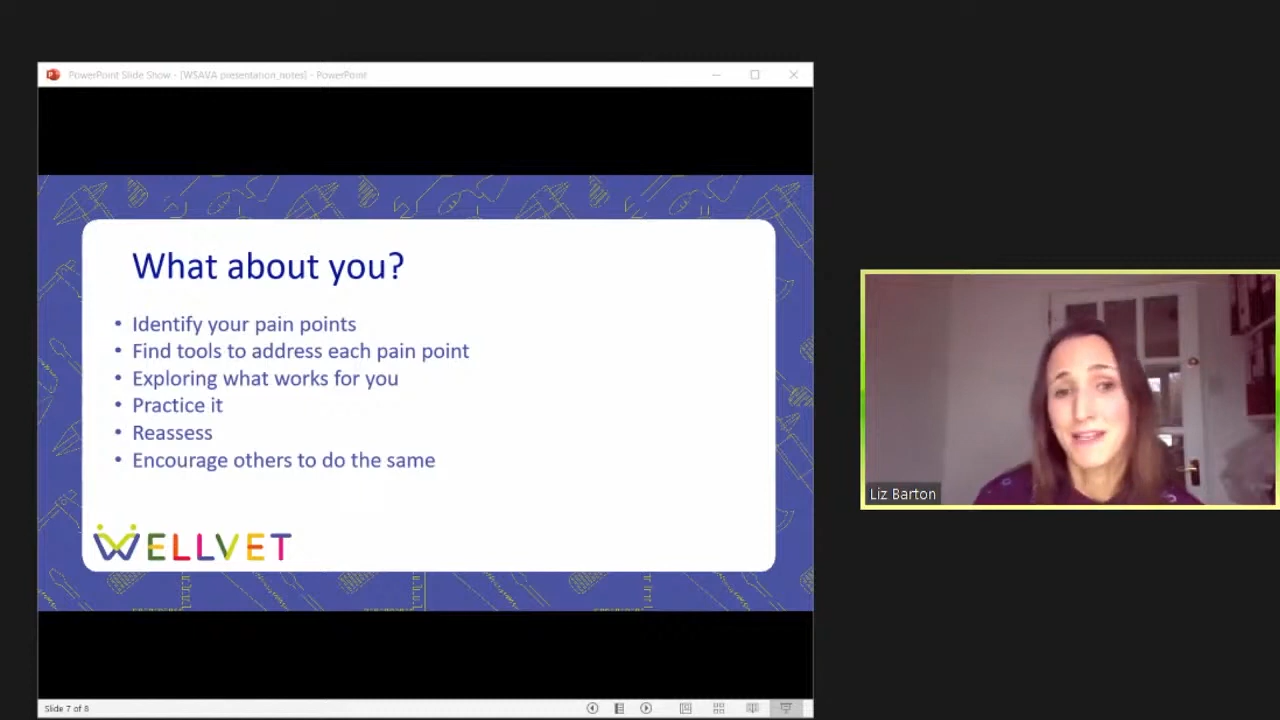 PowerPoint Slide Show - [WSAVA presentation_notes] - PowerPoint
What about you?
• Identify your pain points
• Find tools to address each pain point
• Exploring what works for you
• Practice it
• Reassess
• Encourage others to do the same
WELLVET
Liz Barton
Slide 7 of 8